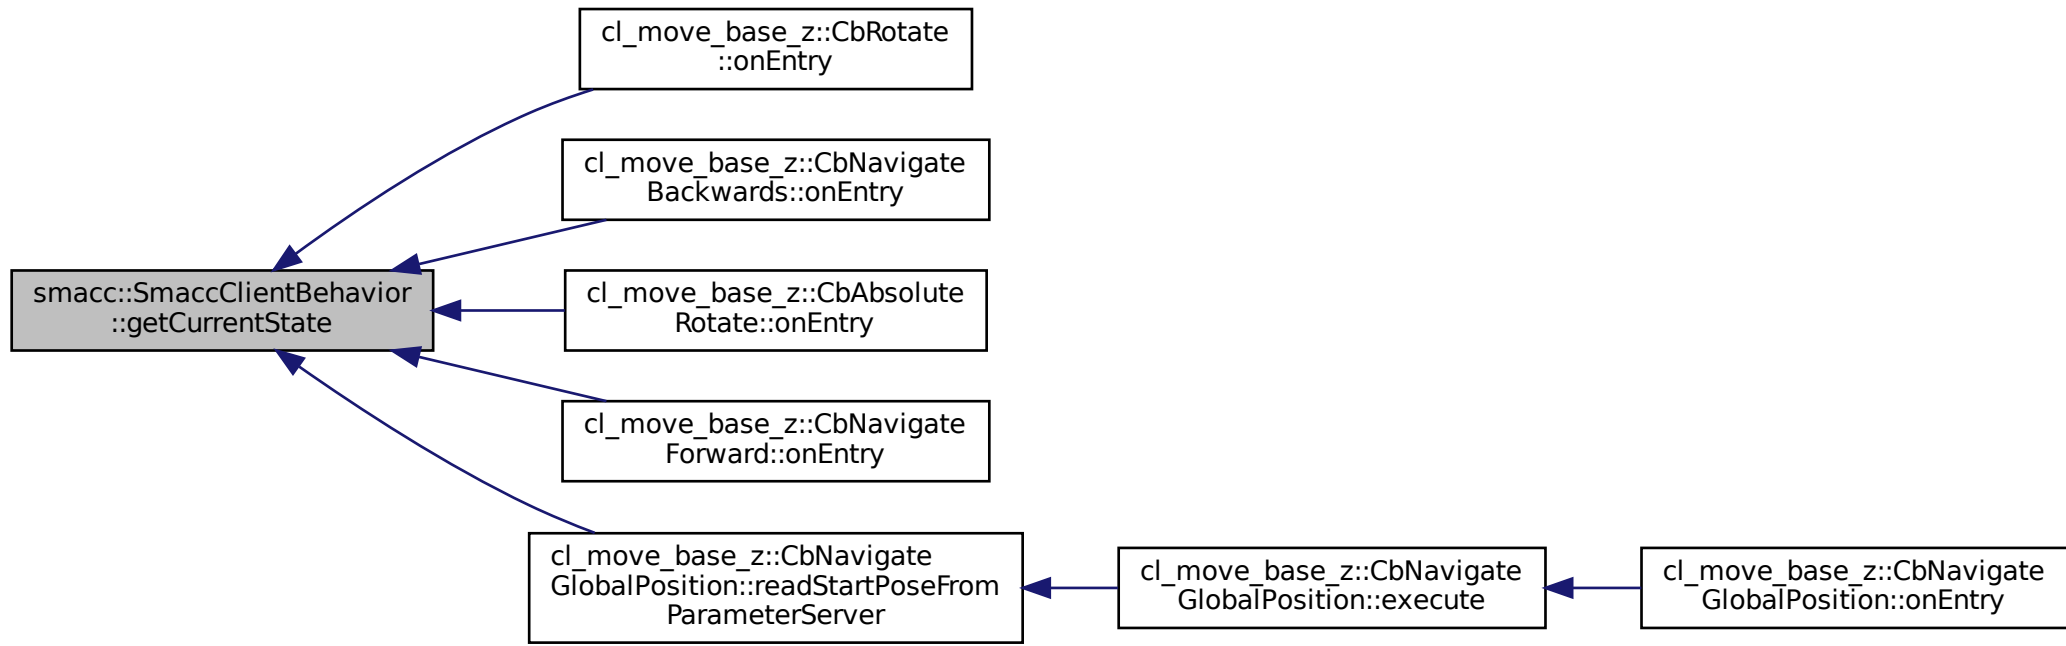 cl_move_base_z::CbRotate
::onEntry
cl_move_base_z::CbNavigate
Backwards::onEntry
smacc::SmaccClientBehavior
::getCurrentState
cl_move_base_z::CbAbsolute
Rotate::onEntry
cl_move_base_z::CbNavigate
Forward::onEntry
cl_move_base_z::CbNavigate
GlobalPosition::readStartPoseFrom
ParameterServer
cl_move_base_z::CbNavigate
GlobalPosition::execute
cl_move_base_z::CbNavigate
GlobalPosition::onEntry